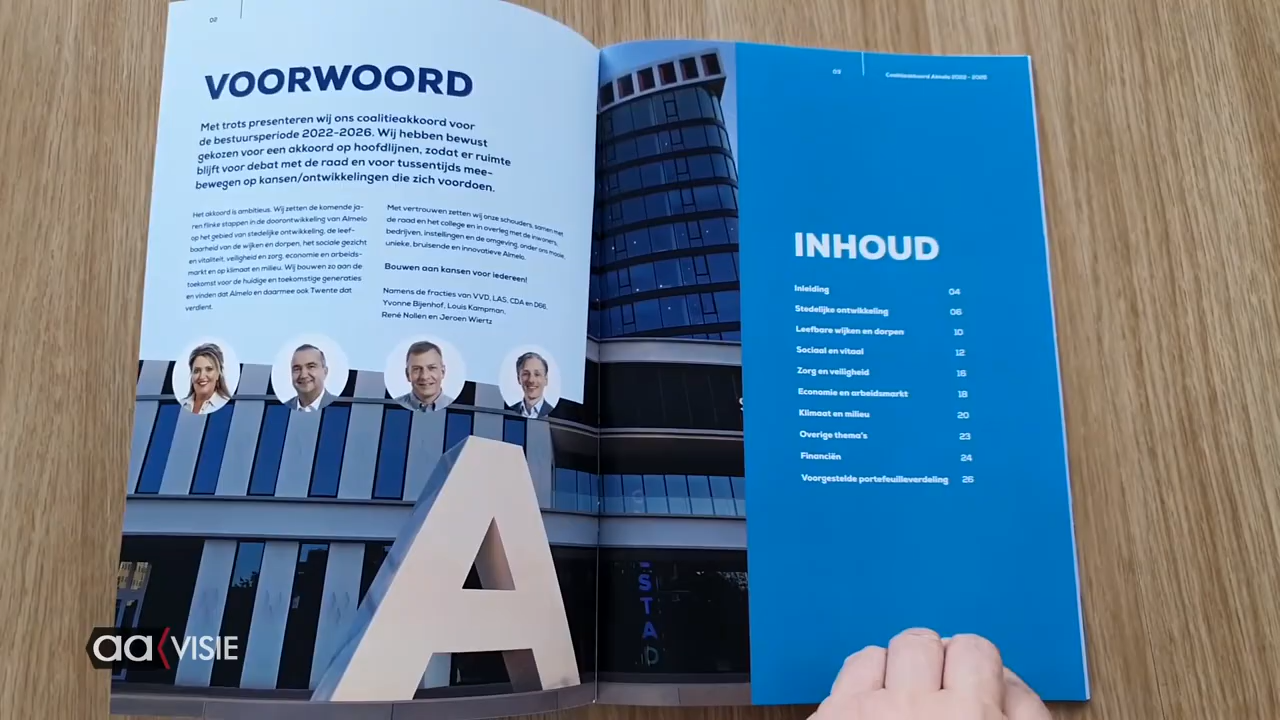 02
VOORWOORD
Met trots presenteren wij ons coalitieakkoord voor
de bestuursperiode 2022-2026. Wij hebben bewust
gekozen voor een akkoord op hoofdlijnen, zodat er ruimte
blijft voor debat met de raad en voor tussentijds mee-
bewegen op kansen/ontwikkelingen die zich voordoen.
Het akkoord is ambitieus. Wij zetten de komende ja-
ren flinke stappen in de doorontwikkeling van Almelo
op het gebied van stedelijke ontwikkeling, de leef-
baarheid van de wijken en dorpen, het sociale gezicht
en vitaliteit, veiligheid en zorg, economie en arbeids-
markt en op klimaat en milieu. Wij bouwen zo aan de
toekomst voor de huidige en toekomstige generaties
en vinden dat Almelo en daarmee ook Twente dat
verdient.
Met vertrouwen zetten wij onze schouders, samen met
de raad en het college en in overleg met de inwoners,
bedrijven, instellingen en de omgeving, onder ons mooie,
unieke, bruisende en innovatieve Almelo.
Bouwen aan kansen voor iedereen!
Namens de fracties van VVD, LAS, CDA en D66,
Yvonne Bijenhof, Louis Kampman,
René Nollen en Jeroen Wiertz
A
STAD
03
Coalitieakkoord Almelo 2022 - 2026
INHOUD
Inleiding 04
Stedelijke ontwikkeling 06
Leefbare wijken en dorpen 10
Sociaal en vitaal 12
Zorg en veiligheid 16
Economie en arbeidsmarkt 18
Klimaat en milieu 20
Overige thema's 23
Financiën 24
Voorgestelde portefeuilleverdeling 26
aa VISIE